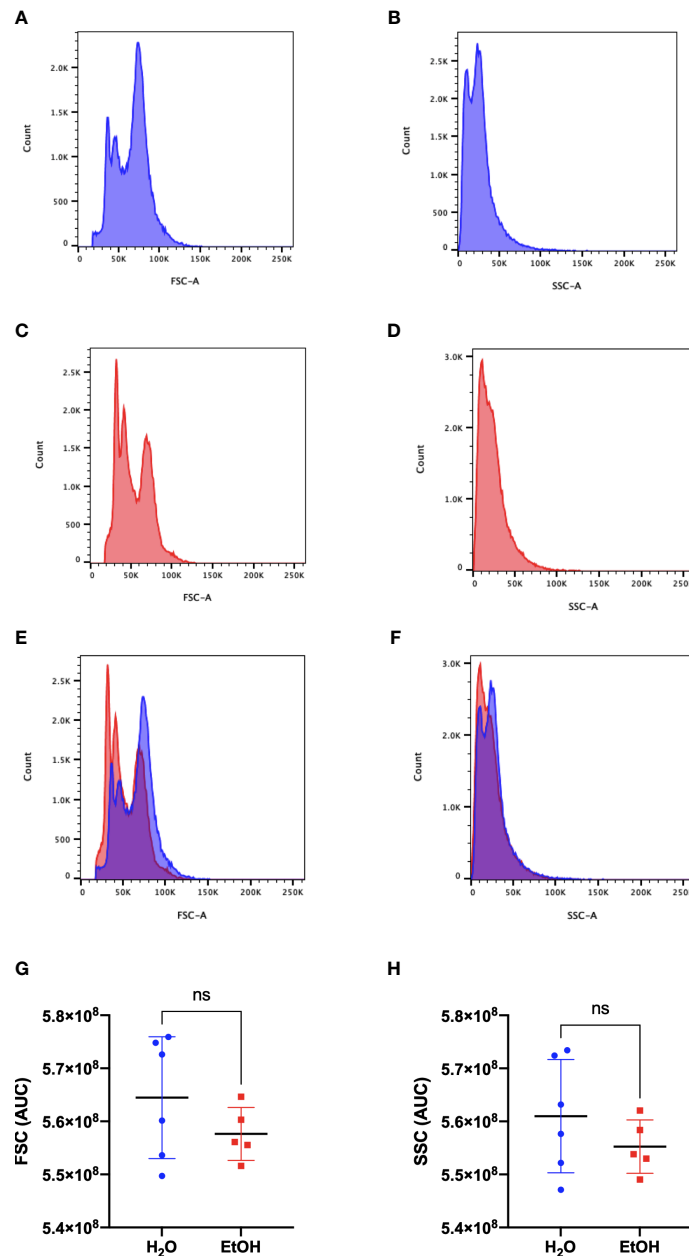 A
B
2.0K
1.5K
1.0K
500
0
Count
0 50K 100K 150K 200K 250K
FSC-A
2.5K
2.0K
1.5K
1.0K
500
0
Count
0 50K 100K 150K 200K 250K
SSC-A
C
D
2.5K
2.0K
1.5K
1.0K
500
0
Count
0 50K 100K 150K 200K 250K
FSC-A
3.0K
2.0K
1.0K
0
Count
0 50K 100K 150K 200K 250K
SSC-A
E
F
2.5K
2.0K
1.5K
1.0K
500
0
Count
0 50K 100K 150K 200K 250K
FSC-A
3.0K
2.0K
1.0K
0
Count
0 50K 100K 150K 200K 250K
SSC-A
G
ns
5.8×10⁸
5.7×10⁸
5.6×10⁸
5.5×10⁸
5.4×10⁸
FSC (AUC)
H₂O EtOH
H
ns
5.8×10⁸
5.7×10⁸
5.6×10⁸
5.5×10⁸
5.4×10⁸
SSC (AUC)
H₂O EtOH